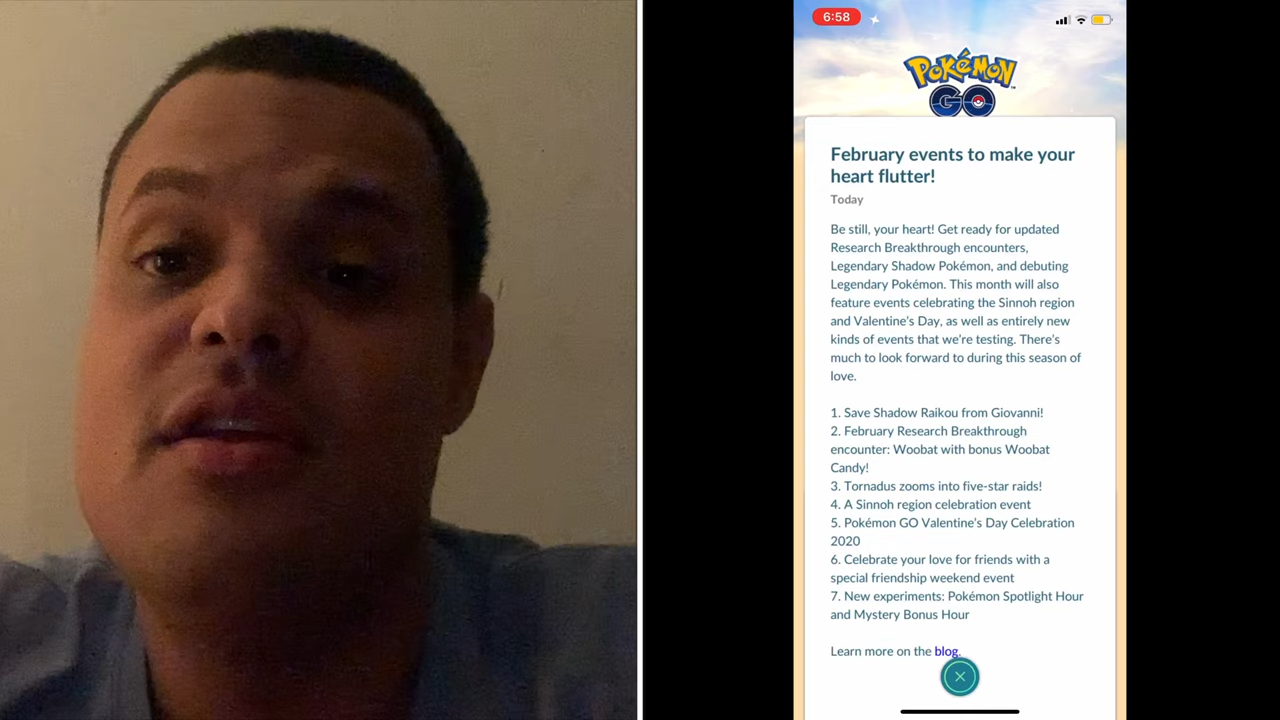 6:58
POKÉMON
GO
February events to make your
heart flutter!
Today
Be still, your heart! Get ready for updated
Research Breakthrough encounters,
Legendary Shadow Pokémon, and debuting
Legendary Pokémon. This month will also
feature events celebrating the Sinnoh region
and Valentine's Day, as well as entirely new
kinds of events that we're testing. There's
much to look forward to during this season of
love.
1. Save Shadow Raikou from Giovanni!
2. February Research Breakthrough
encounter: Woobat with bonus Woobat
Candy!
3. Tornadus zooms into five-star raids!
4. A Sinnoh region celebration event
5. Pokémon GO Valentine's Day Celebration
2020
6. Celebrate your love for friends with a
special friendship weekend event
7. New experiments: Pokémon Spotlight Hour
and Mystery Bonus Hour
Learn more on the blog.